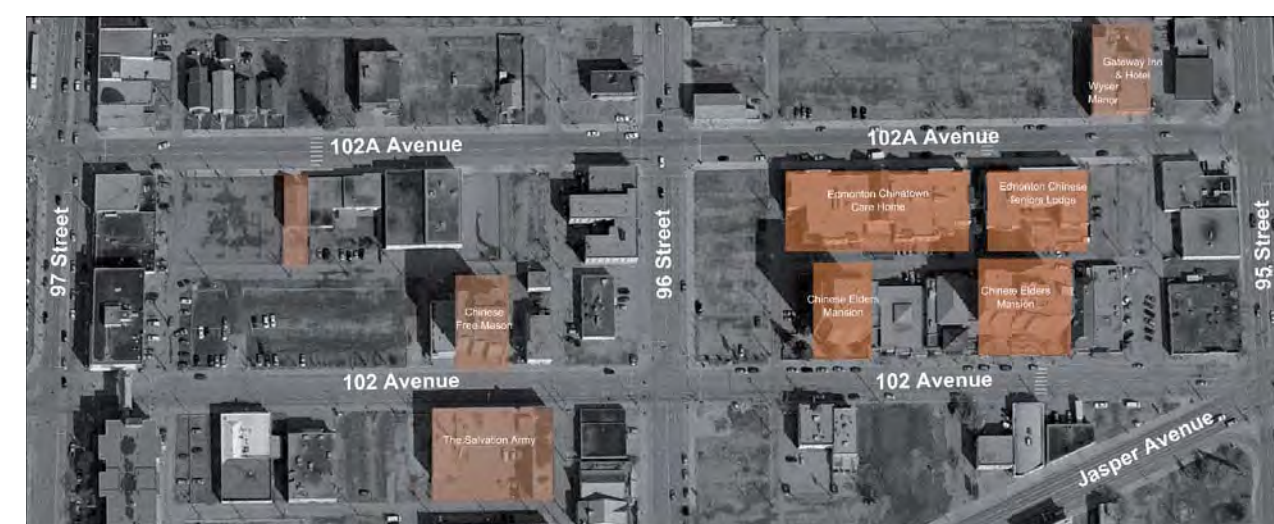 Gateway Inn
& Hotel
Wyser
Manor
102A Avenue
102A Avenue
97 Street
96 Street
95 Street
Edmonton Chinatown
Care Home
Edmonton Chinese
Seniors Lodge
Chinese
Free Mason
Chinese Elders
Mansion
Chinese Elders
Mansion
102 Avenue
102 Avenue
The Salvation Army
Jasper Avenue